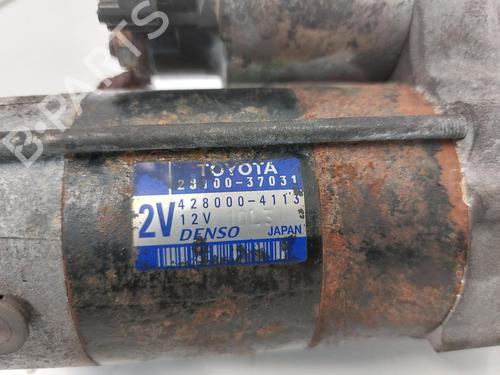 B-PARTS
TOYOTA
28100-37031
2V
428000-4113
12V
DENSO JAPAN